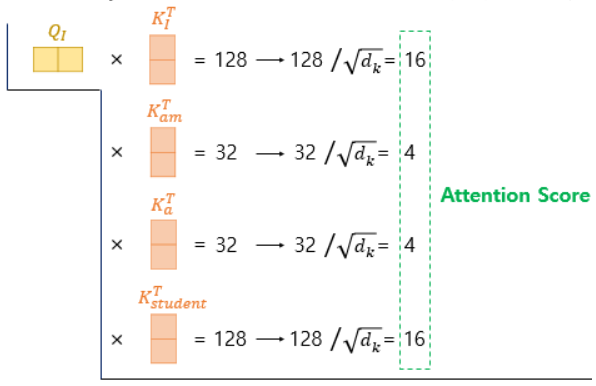 Q_I × K_I^T = 128 → 128 /√d_k = 16
× K_am^T = 32 → 32 /√d_k = 4
× K_a^T = 32 → 32 /√d_k = 4
Attention Score
× K_student^T = 128 → 128 /√d_k = 16